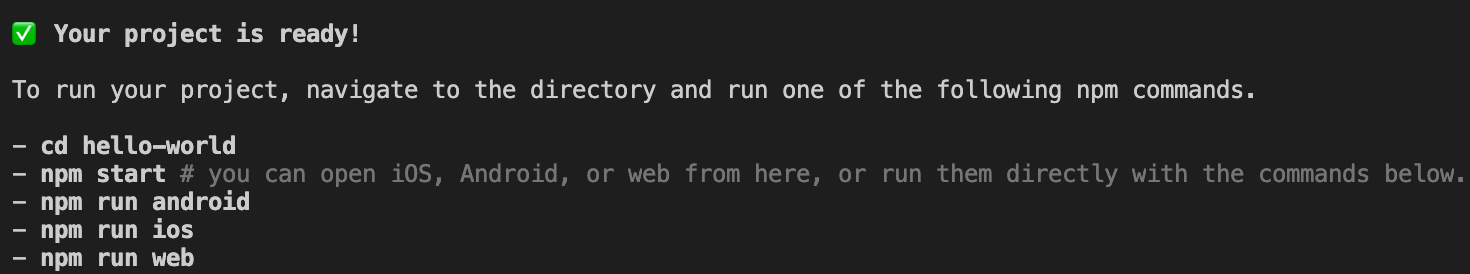 ✅ Your project is ready!
To run your project, navigate to the directory and run one of the following npm commands.
- cd hello-world
- npm start # you can open iOS, Android, or web from here, or run them directly with the commands below.
- npm run android
- npm run ios
- npm run web